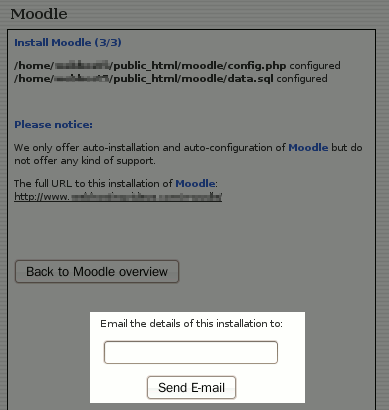 Moodle
Install Moodle (3/3)
/home/ /public_html/moodle/config.php configured
/home/ /public_html/moodle/data.sql configured
Please notice:
We only offer auto-installation and auto-configuration of Moodle but do
not offer any kind of support.
The full URL to this installation of Moodle:
http://www.
Back to Moodle overview
Email the details of this installation to:
Send E-mail